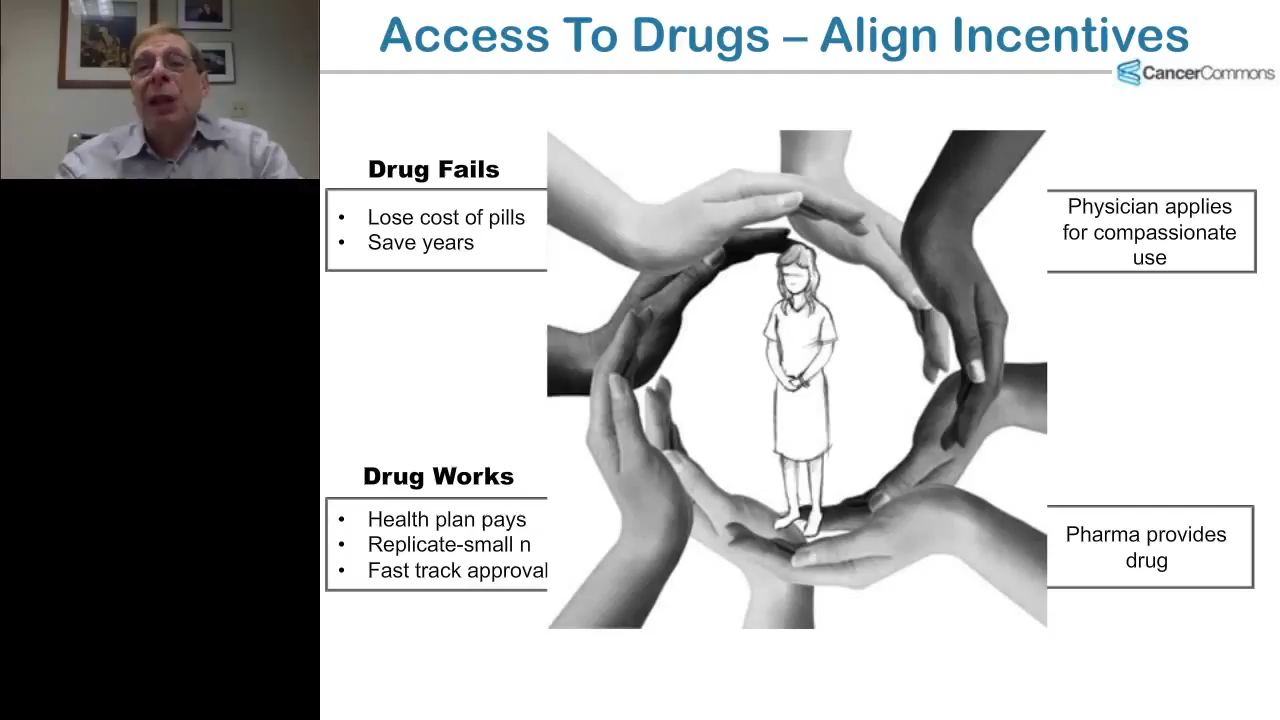 Access To Drugs – Align Incentives
CancerCommons
Drug Fails
• Lose cost of pills
• Save years
Physician applies
for compassionate
use
Drug Works
• Health plan pays
• Replicate-small n
• Fast track approval
Pharma provides
drug